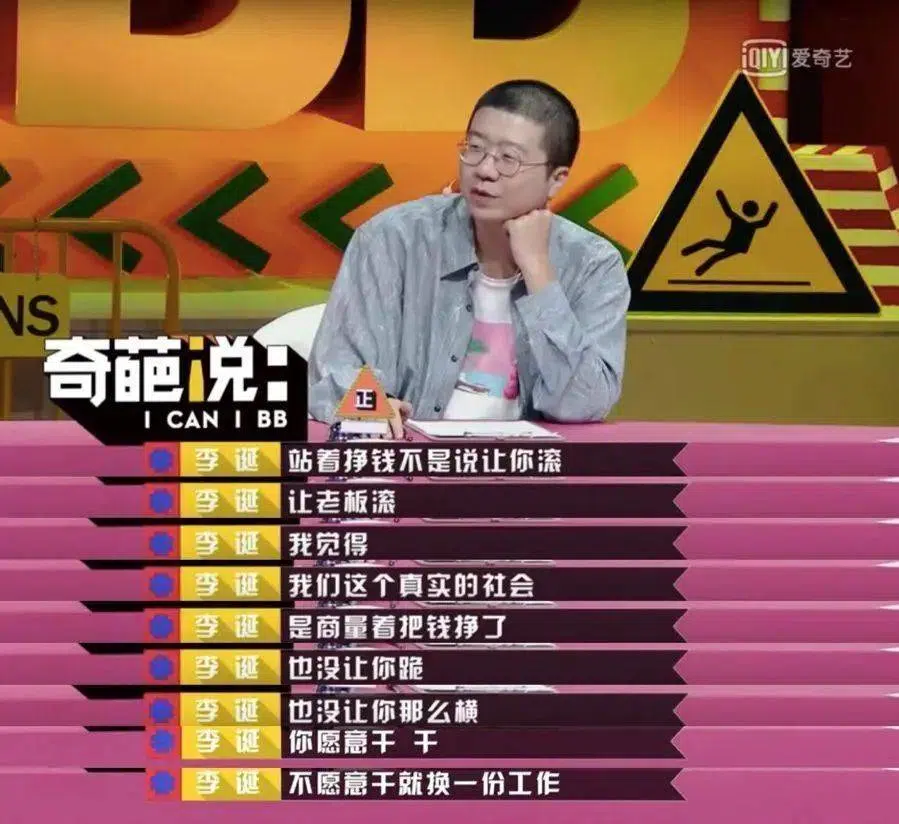 iQIYI 爱奇艺
NS
奇葩说：
I CAN I BB
正
李诞 站着挣钱不是说让你滚
李诞 让老板滚
李诞 我觉得
李诞 我们这个真实的社会
李诞 是商量着把钱挣了
李诞 也没让你跪
李诞 也没让你那么横
李诞 你愿意干 干
李诞 不愿意干就换一份工作